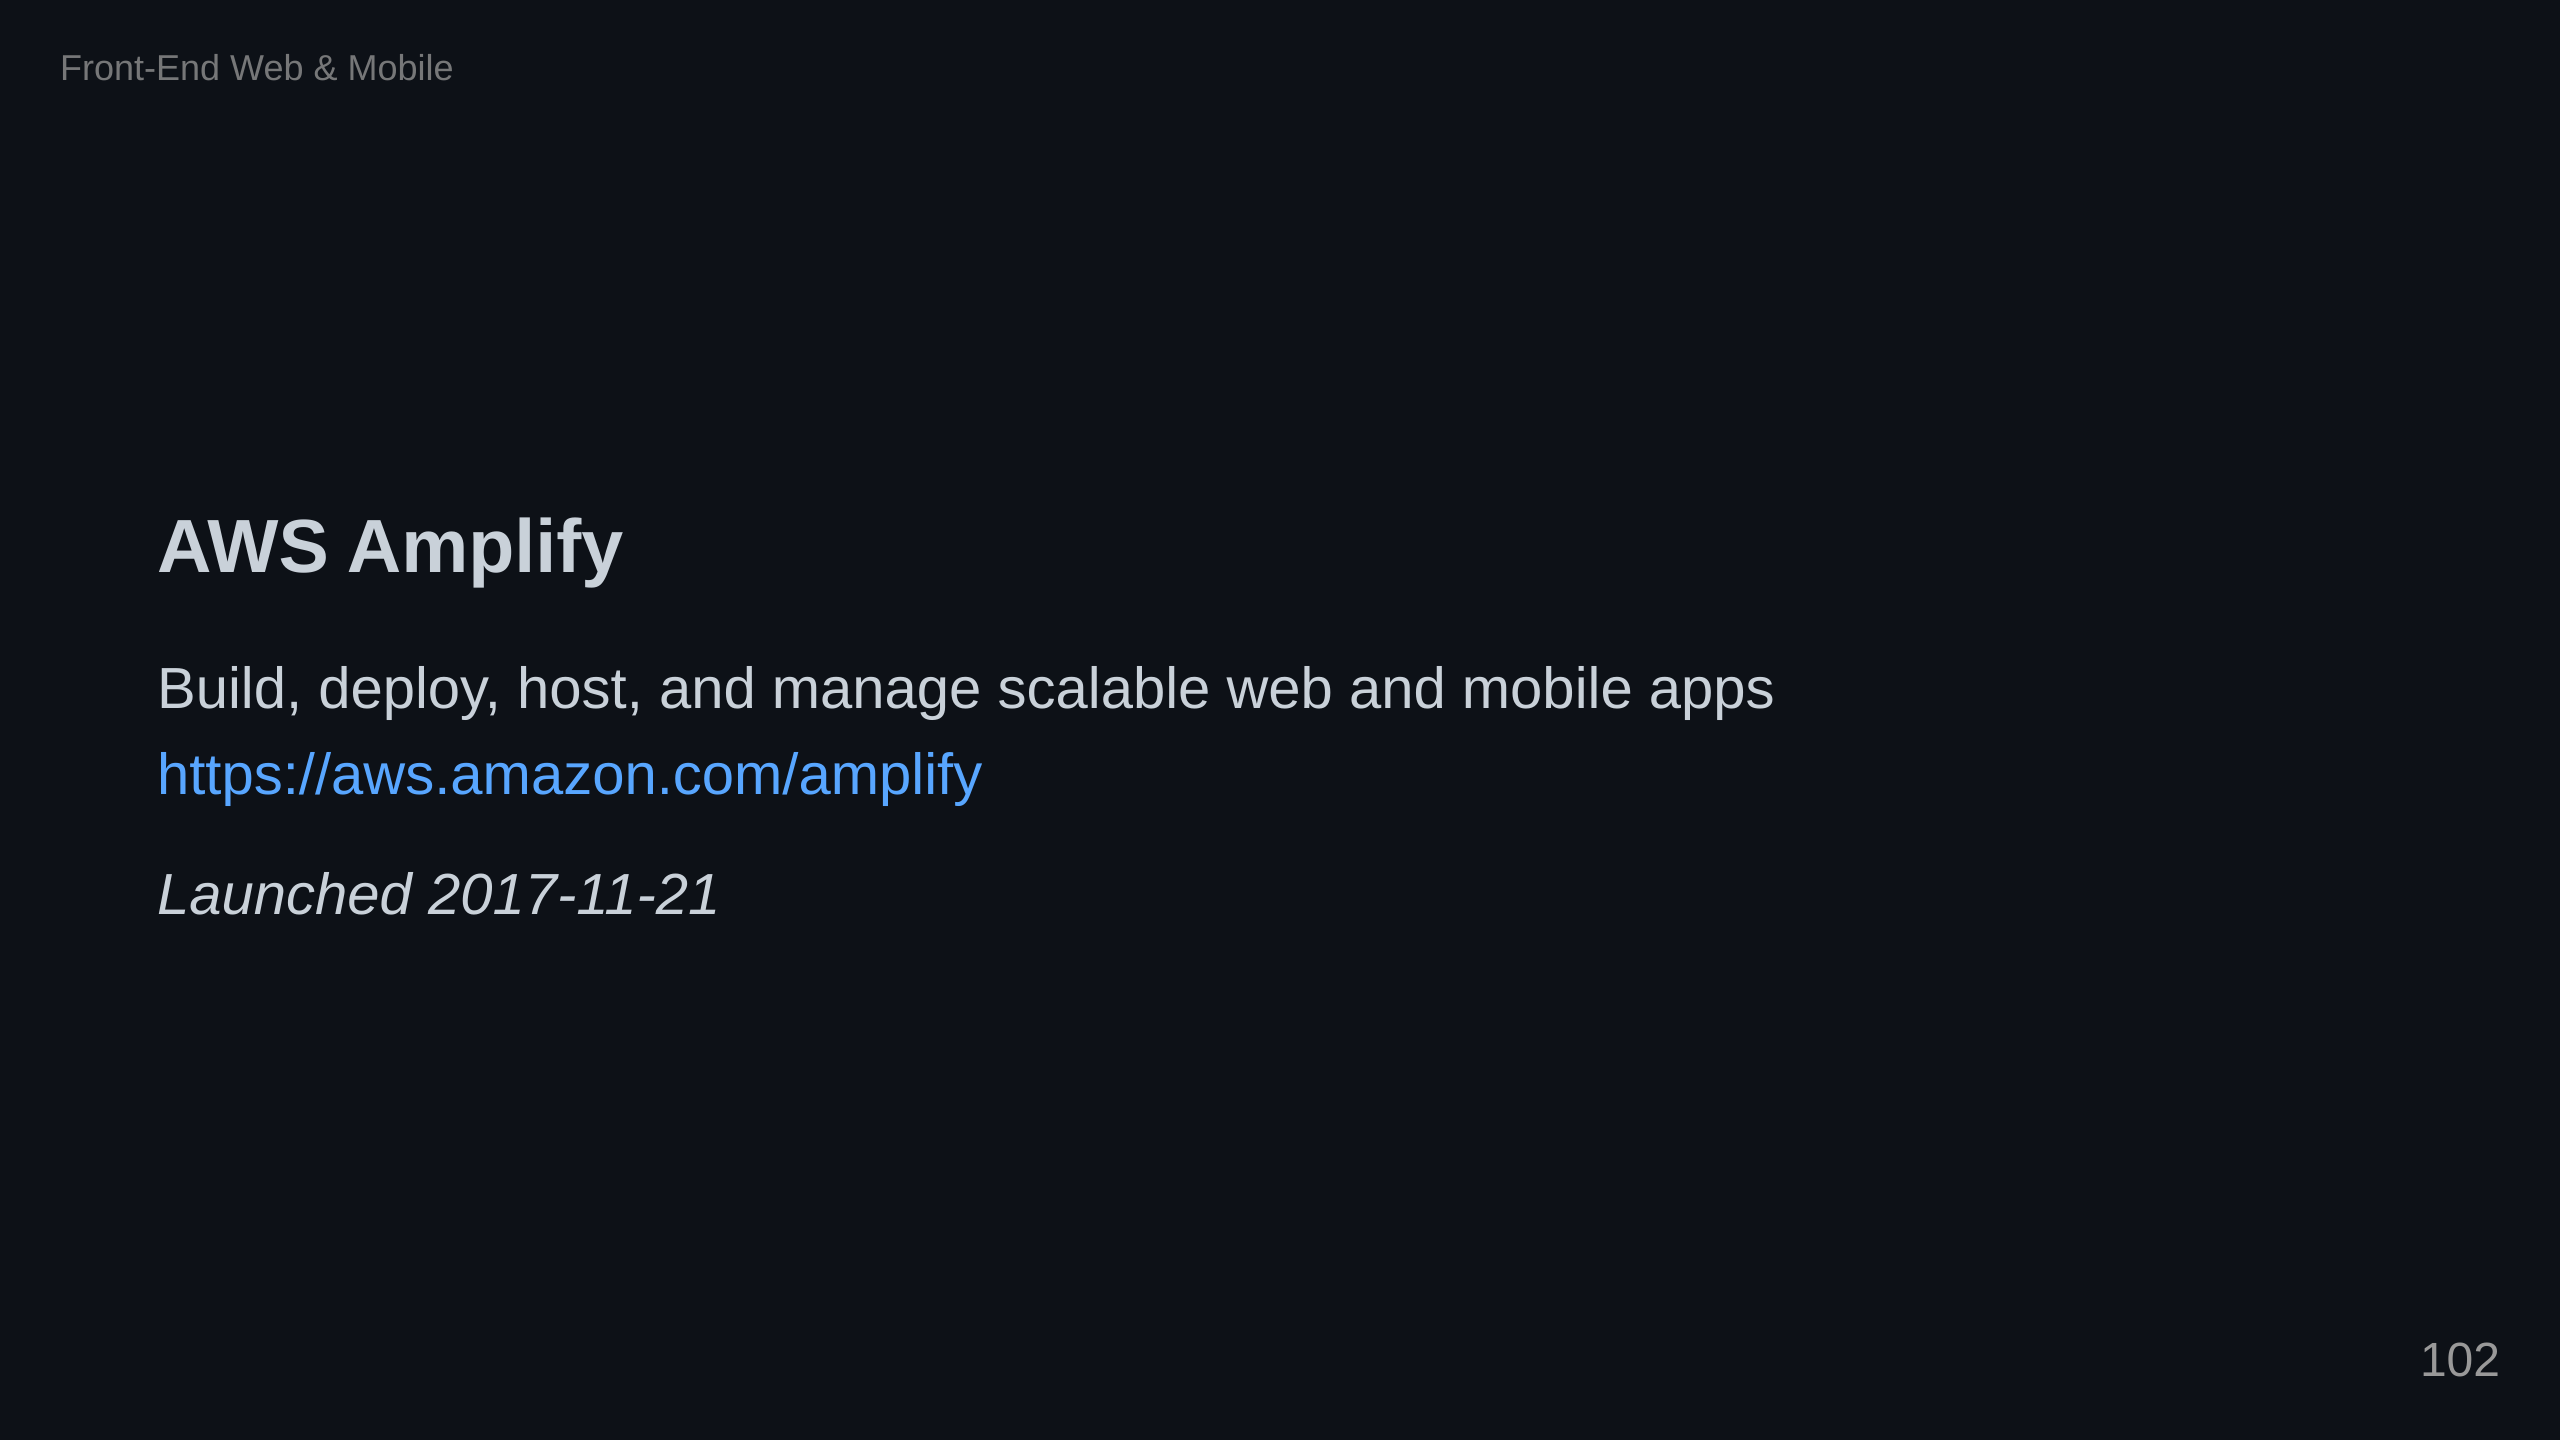 Front-End Web & Mobile
AWS Amplify
Build, deploy, host, and manage scalable web and mobile apps
https://aws.amazon.com/amplify
Launched 2017-11-21
102